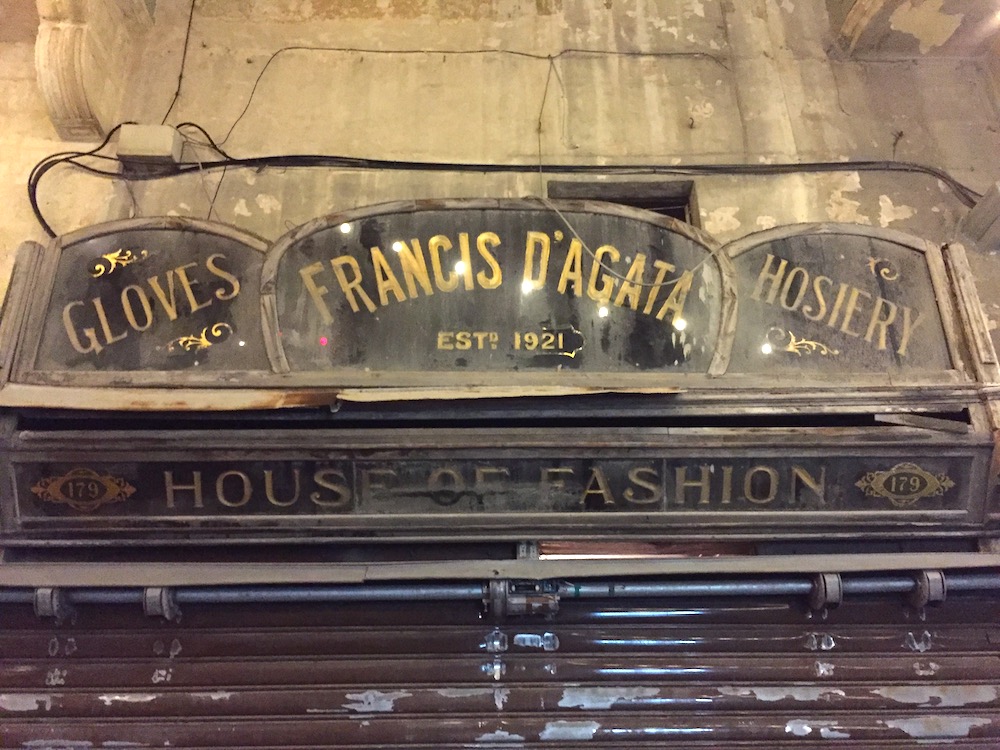 GLOVES
FRANCIS D'AGATA
HOSIERY
ESTD 1921
179 HOUSE OF FASHION 179